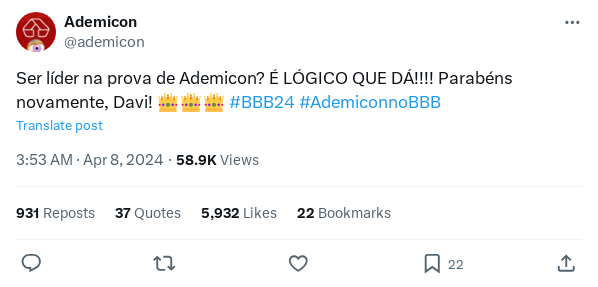 Ademicon
@ademicon
Ser líder na prova de Ademicon? É LÓGICO QUE DÁ!!!! Parabéns
novamente, Davi! 👑👑👑 #BBB24 #AdemiconnoBBB
Translate post
3:53 AM · Apr 8, 2024 · 58.9K Views
931 Reposts 37 Quotes 5,932 Likes 22 Bookmarks
22